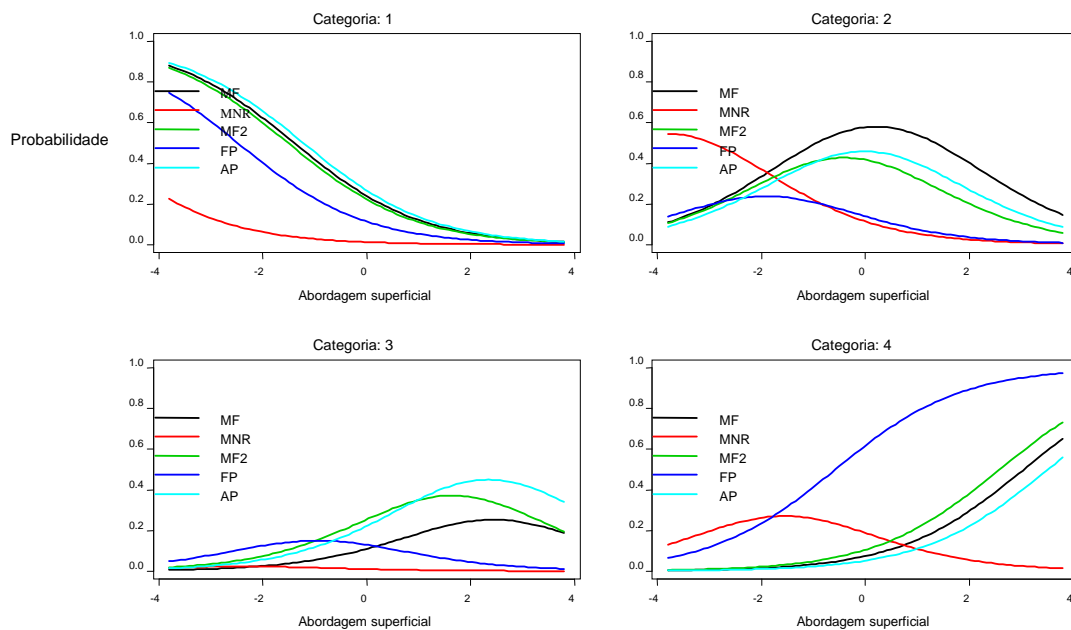 Categoria: 1
1.0
0.8
0.6
0.4
0.2
0.0
MF
MNR
MF2
FP
AP
Probabilidade
-4
-2
0
2
4
Abordagem superficial
Categoria: 2
1.0
0.8
0.6
0.4
0.2
0.0
MF
MNR
MF2
FP
AP
-4
-2
0
2
4
Abordagem superficial
Categoria: 3
1.0
0.8
0.6
0.4
0.2
0.0
MF
MNR
MF2
FP
AP
-4
-2
0
2
4
Abordagem superficial
Categoria: 4
1.0
0.8
0.6
0.4
0.2
0.0
MF
MNR
MF2
FP
AP
-4
-2
0
2
4
Abordagem superficial